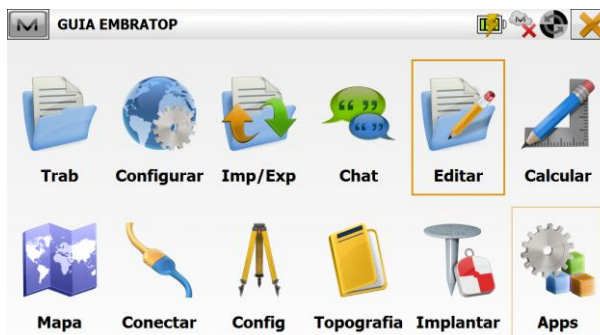 GUIA EMBRATOP
Trab Configurar Imp/Exp Chat Editar Calcular
Mapa Conectar Config Topografia Implantar Apps